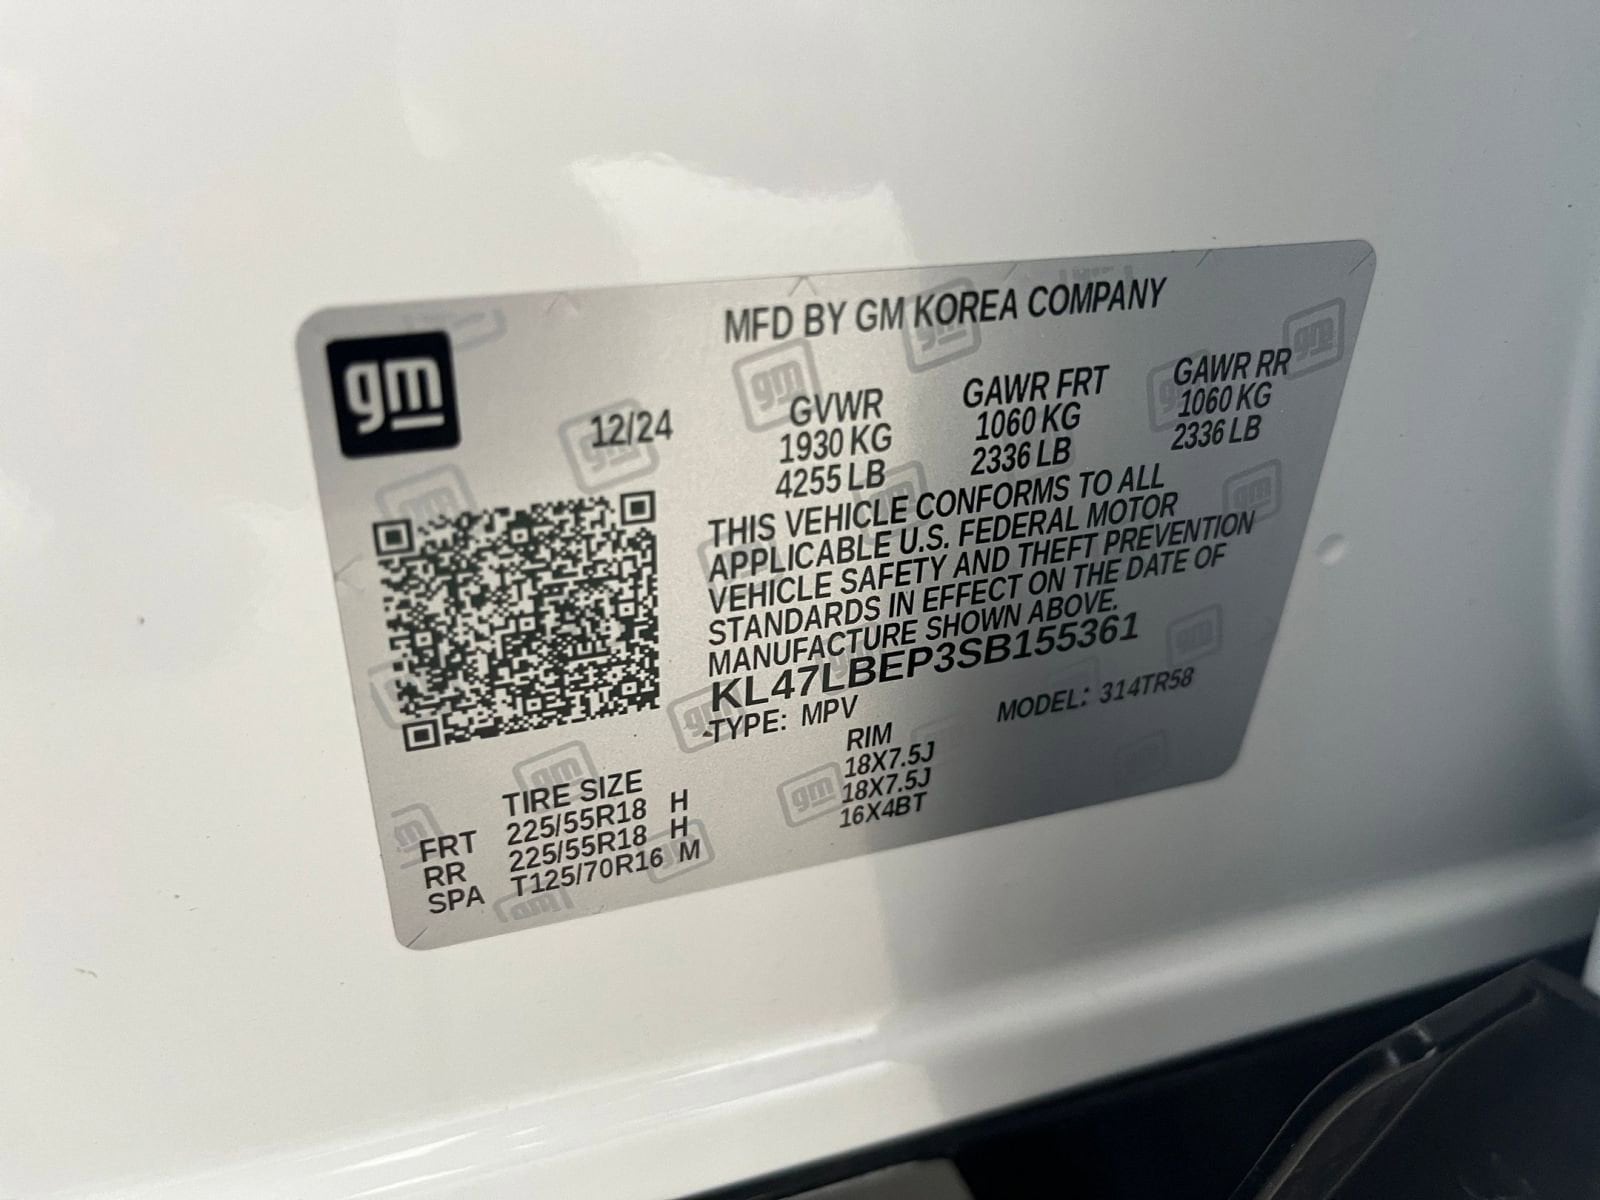 gm
MFD BY GM KOREA COMPANY
12/24
GVWR GAWR FRT GAWR RR
1930 KG 1060 KG 1060 KG
4255 LB 2336 LB 2336 LB
THIS VEHICLE CONFORMS TO ALL
APPLICABLE U.S. FEDERAL MOTOR
VEHICLE SAFETY AND THEFT PREVENTION
STANDARDS IN EFFECT ON THE DATE OF
MANUFACTURE SHOWN ABOVE.
KL47LBEP3SB155361
TYPE: MPV MODEL: 314TR58
TIRE SIZE RIM
FRT 225/55R18 H 18X7.5J
RR 225/55R18 H 18X7.5J
SPA T125/70R16 M 16X4BT